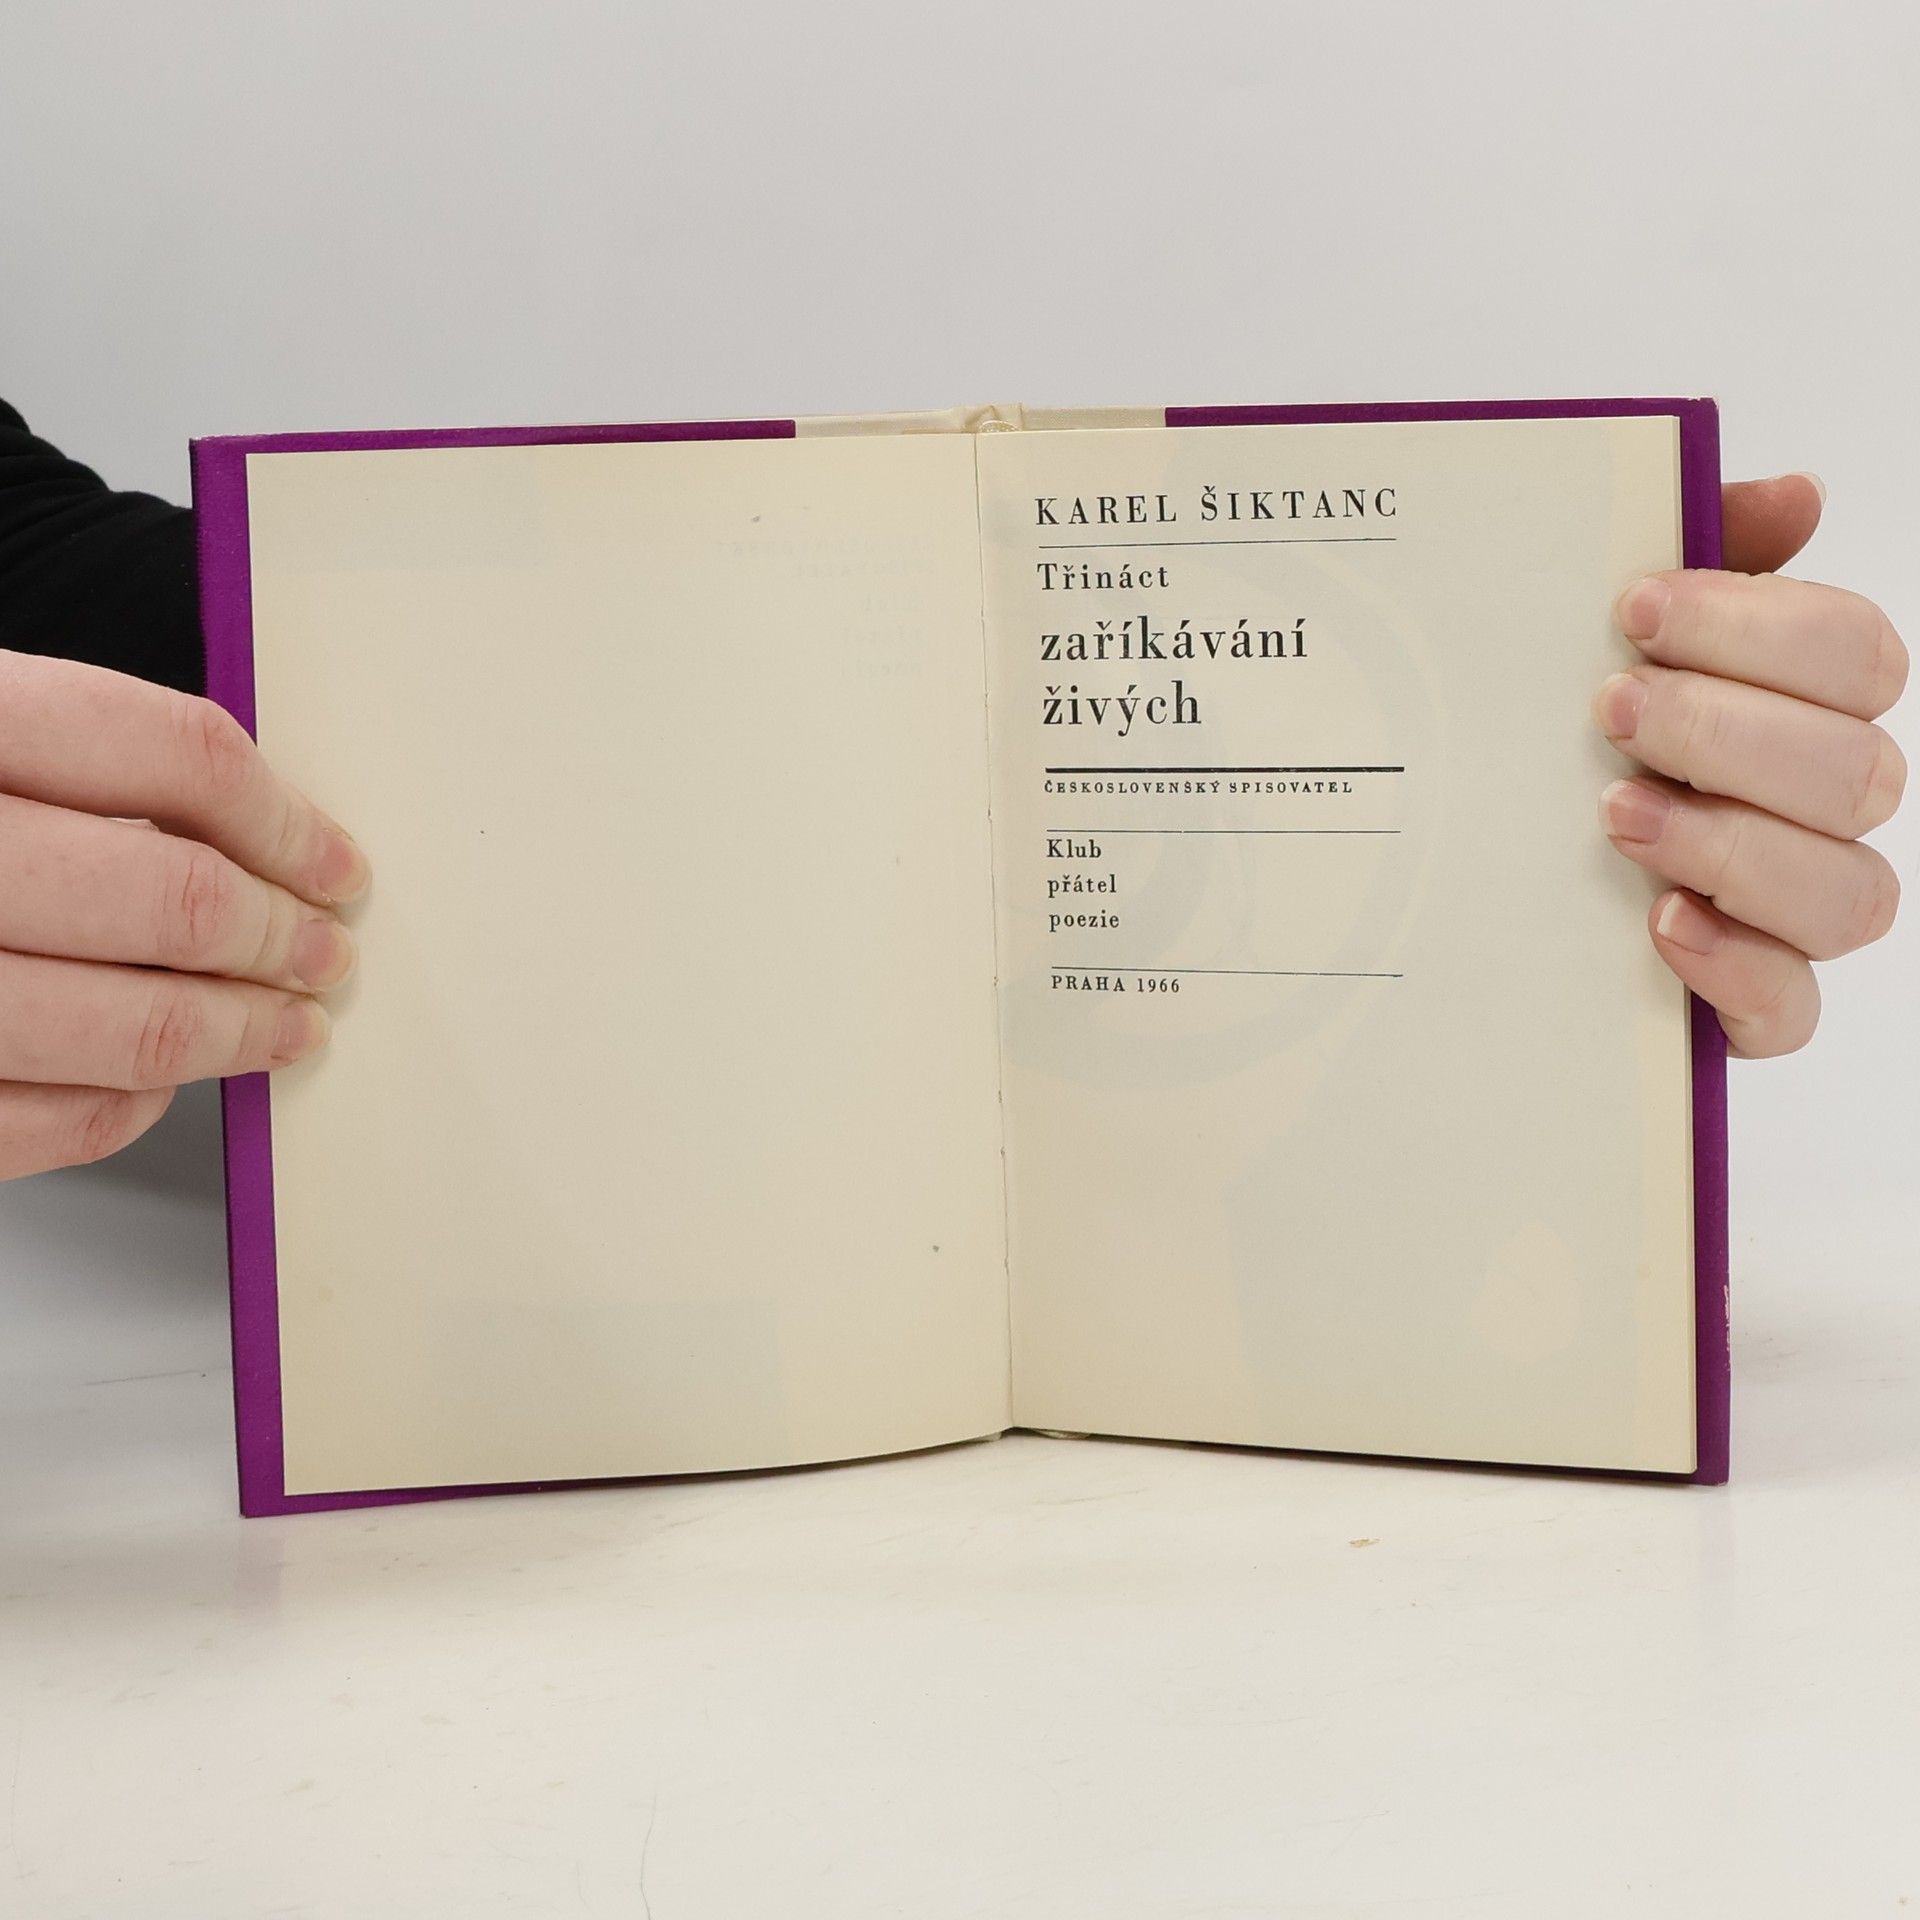 KAREL ŠIKTANC
Třináct
zaříkávání
živých
ČESKOSLOVENSKÝ SPISOVATEL
Klub
přátel
poezie
PRAHA 1966